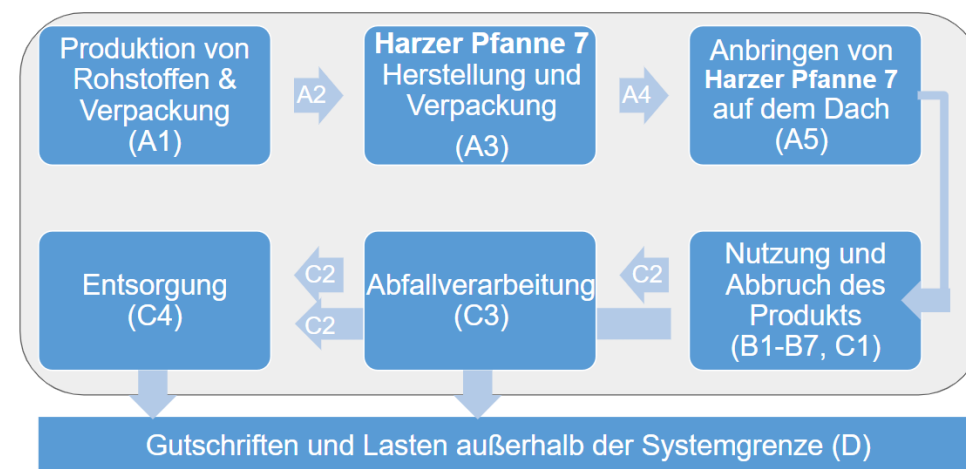 Produktion von
Rohstoffen &
Verpackung
(A1)
A2
Harzer Pfanne 7
Herstellung und
Verpackung
(A3)
A4
Anbringen von
Harzer Pfanne 7
auf dem Dach
(A5)
Entsorgung
(C4)
C2
C2
Abfallverarbeitung
(C3)
C2
Nutzung und
Abbruch des
Produkts
(B1-B7, C1)
Gutschriften und Lasten außerhalb der Systemgrenze (D)